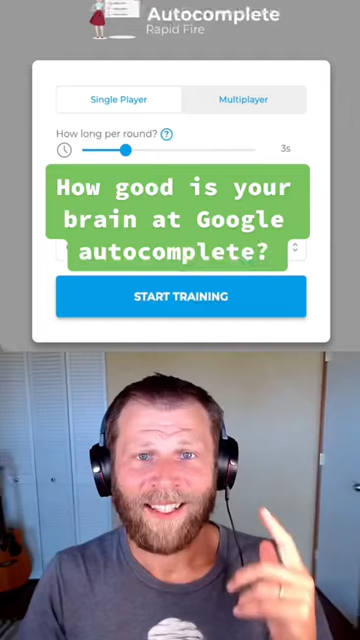 Autocomplete
Rapid Fire
Single Player
Multiplayer
How long per round? ?
3s
How good is your
brain at Google
autocomplete?
START TRAINING